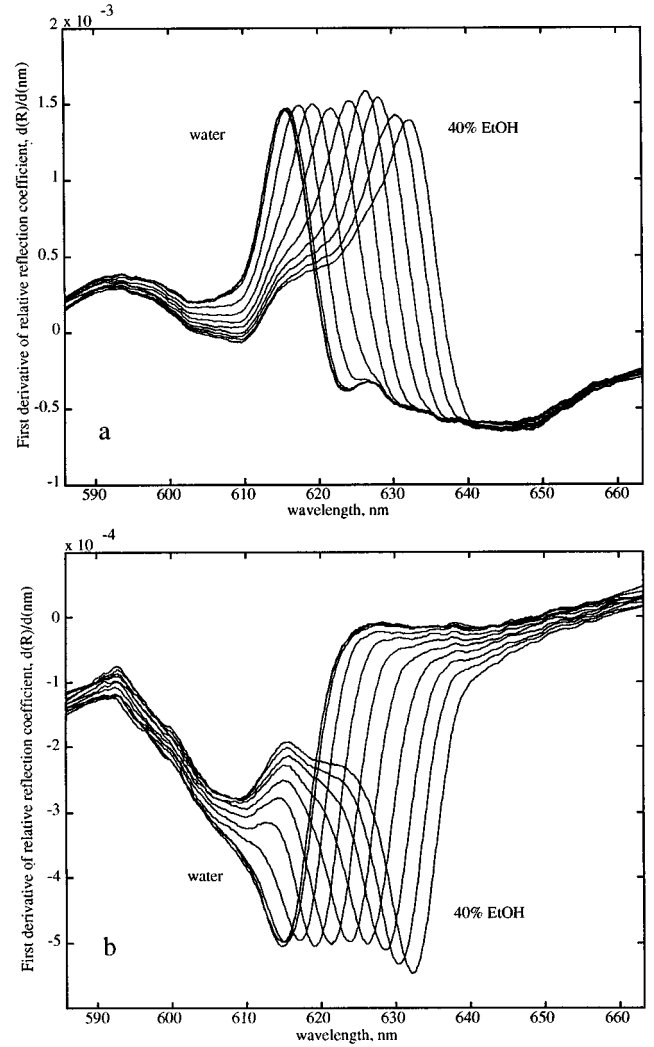 x 10 -3
2
1.5
1
0.5
0
-0.5
-1
First derivative of relative reflection coefficient, d(R)/d(nm)
water
40% EtOH
a
590 600 610 620 630 640 650 660
wavelength, nm
x 10 -4
0
-1
-2
-3
-4
-5
First derivative of relative reflection coefficient, d(R)/d(nm)
water
40% EtOH
b
590 600 610 620 630 640 650 660
wavelength, nm